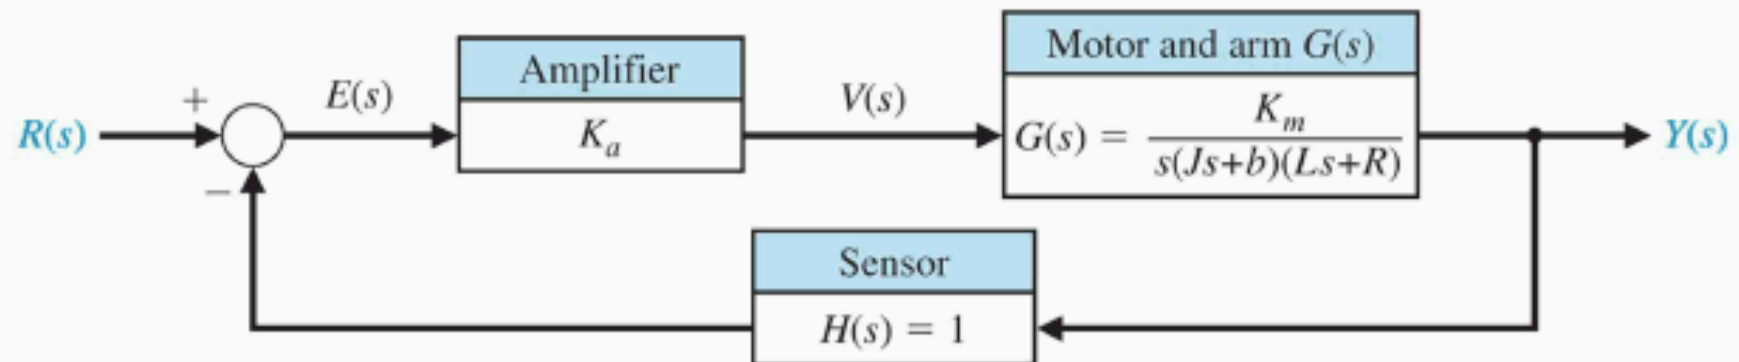 Motor and arm G(s)
Amplifier
R(s)
+
E(s)
K_a
V(s)
G(s) = K_m / s(Js+b)(Ls+R)
Y(s)
−
Sensor
H(s) = 1